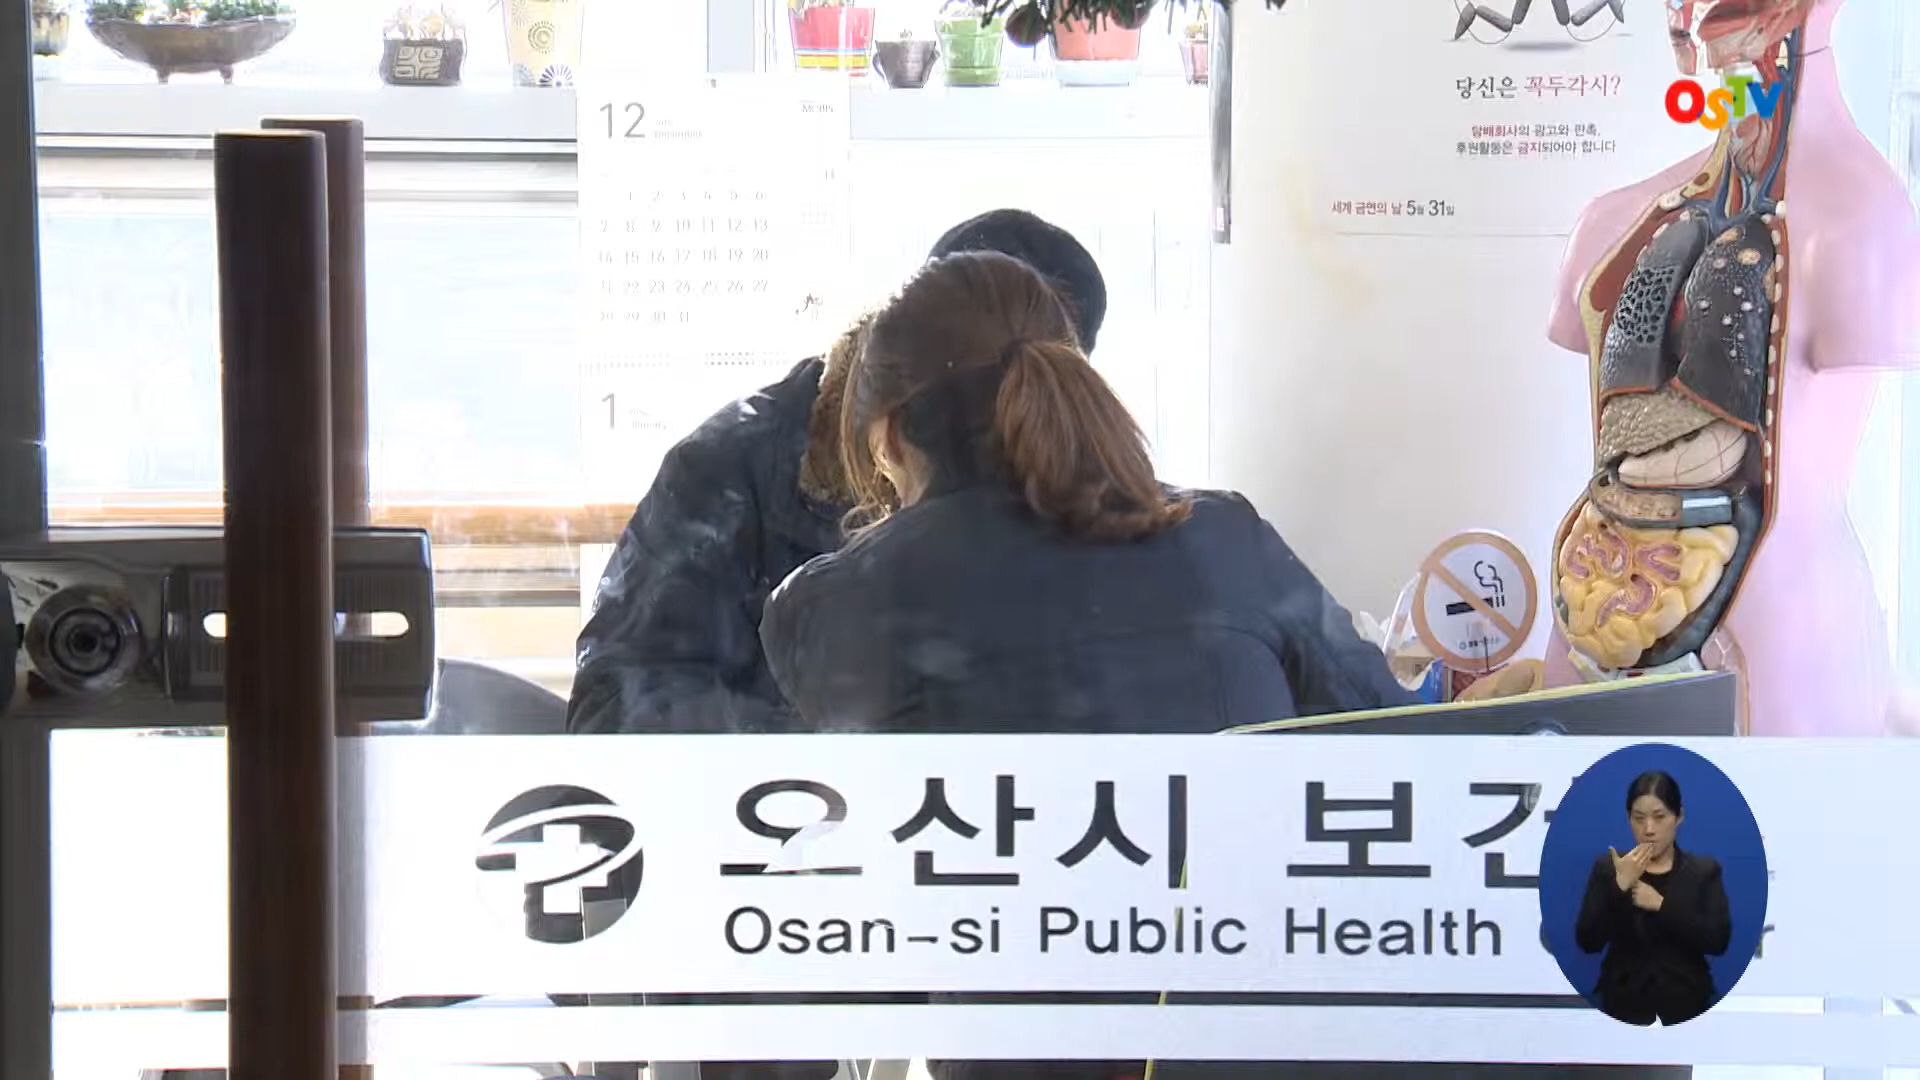 당신은 꼭두각시?
담배회사의 광고와 판촉,
후원활동은 금지되어야 합니다
세계 금연의 날 5월 31일
OSTV
12
1 2 3 4 5 6
7 8 9 10 11 12 13
14 15 16 17 18 19 20
21 22 23 24 25 26 27
28 29 30 31
1
오산시
Osan-si Public Health